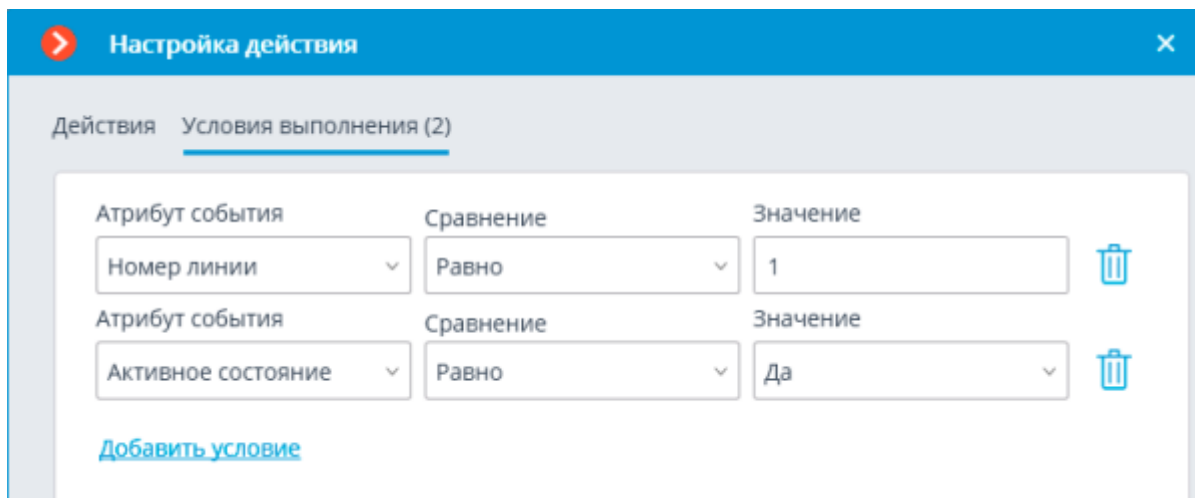 Настройка действия
Действия Условия выполнения (2)
Атрибут события Сравнение Значение
Номер линии Равно 1
Атрибут события Сравнение Значение
Активное состояние Равно Да
Добавить условие